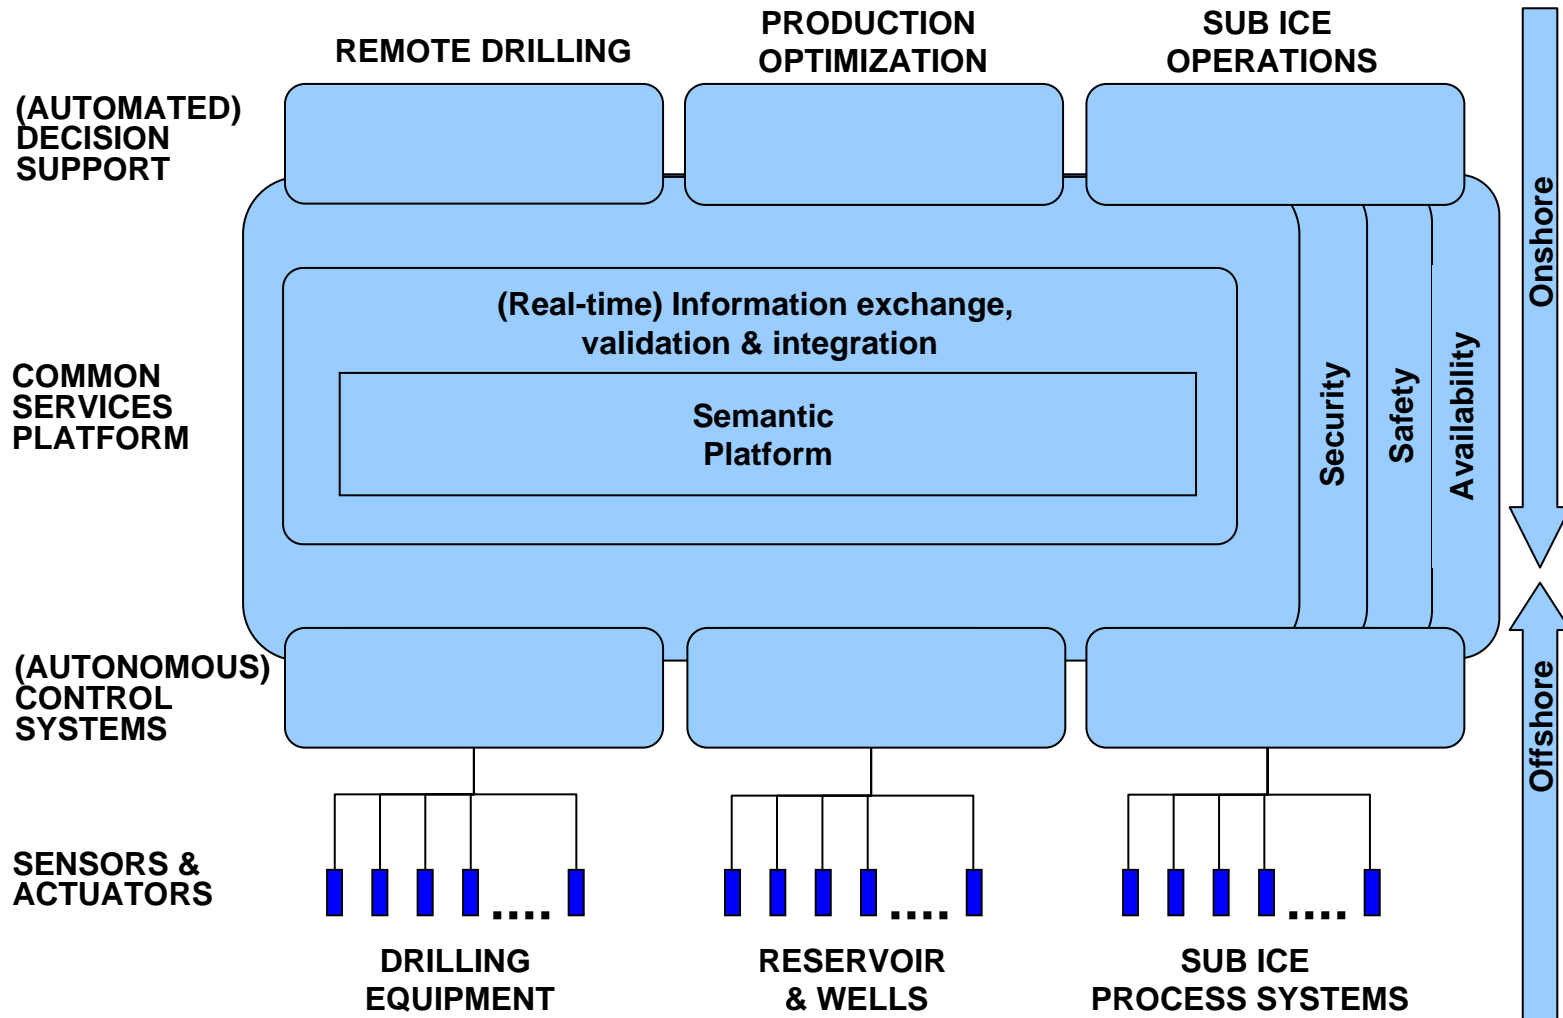 REMOTE DRILLING
PRODUCTION
OPTIMIZATION
SUB ICE
OPERATIONS
(AUTOMATED)
DECISION
SUPPORT
Onshore
(Real-time) Information exchange,
validation & integration
Semantic
Platform
COMMON
SERVICES
PLATFORM
Security
Safety
Availability
(AUTONOMOUS)
CONTROL
SYSTEMS
Offshore
SENSORS &
ACTUATORS
....
....
....
DRILLING
EQUIPMENT
RESERVOIR
& WELLS
SUB ICE
PROCESS SYSTEMS